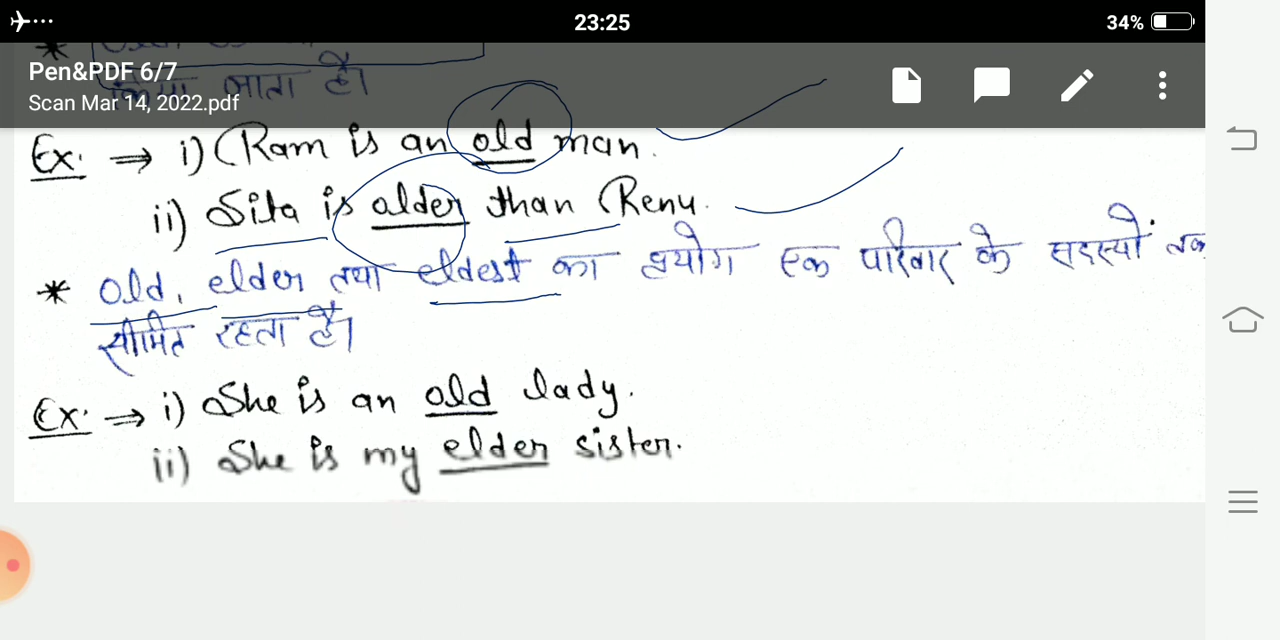 23:25
34%
Pen&PDF 6/7
Scan Mar 14, 2022.pdf
किया जाता है।
Ex: ⇒ i) Ram is an old man.
ii) Sita is alder than Renu.
* Old, elder तथा eldest का प्रयोग एक परिवार के सदस्यों तक
सीमित रहता है।
Ex: ⇒ i) She is an old lady.
ii) She is my elder sister.